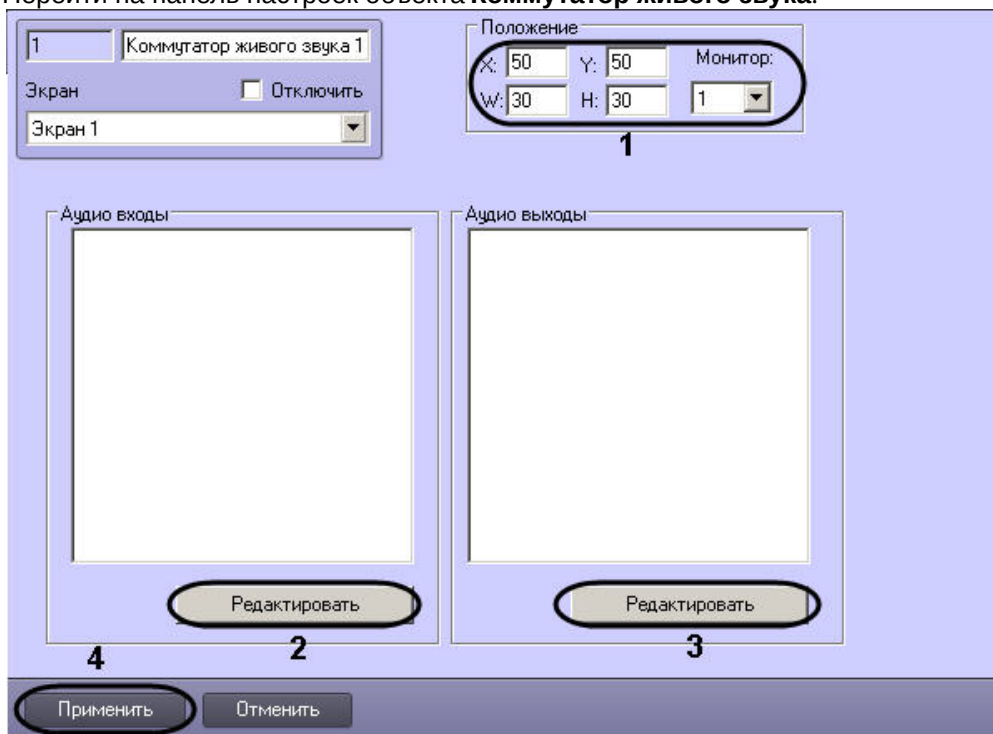 Перейти на панель настроек объекта Коммутатор живого звука.
1 Коммутатор живого звука 1
Экран Отключить
Экран 1
Положение
X: 50 Y: 50 Монитор:
W: 30 H: 30 1
1
Аудио входы
Аудио выходы
Редактировать
Редактировать
2
3
4
Применить Отменить